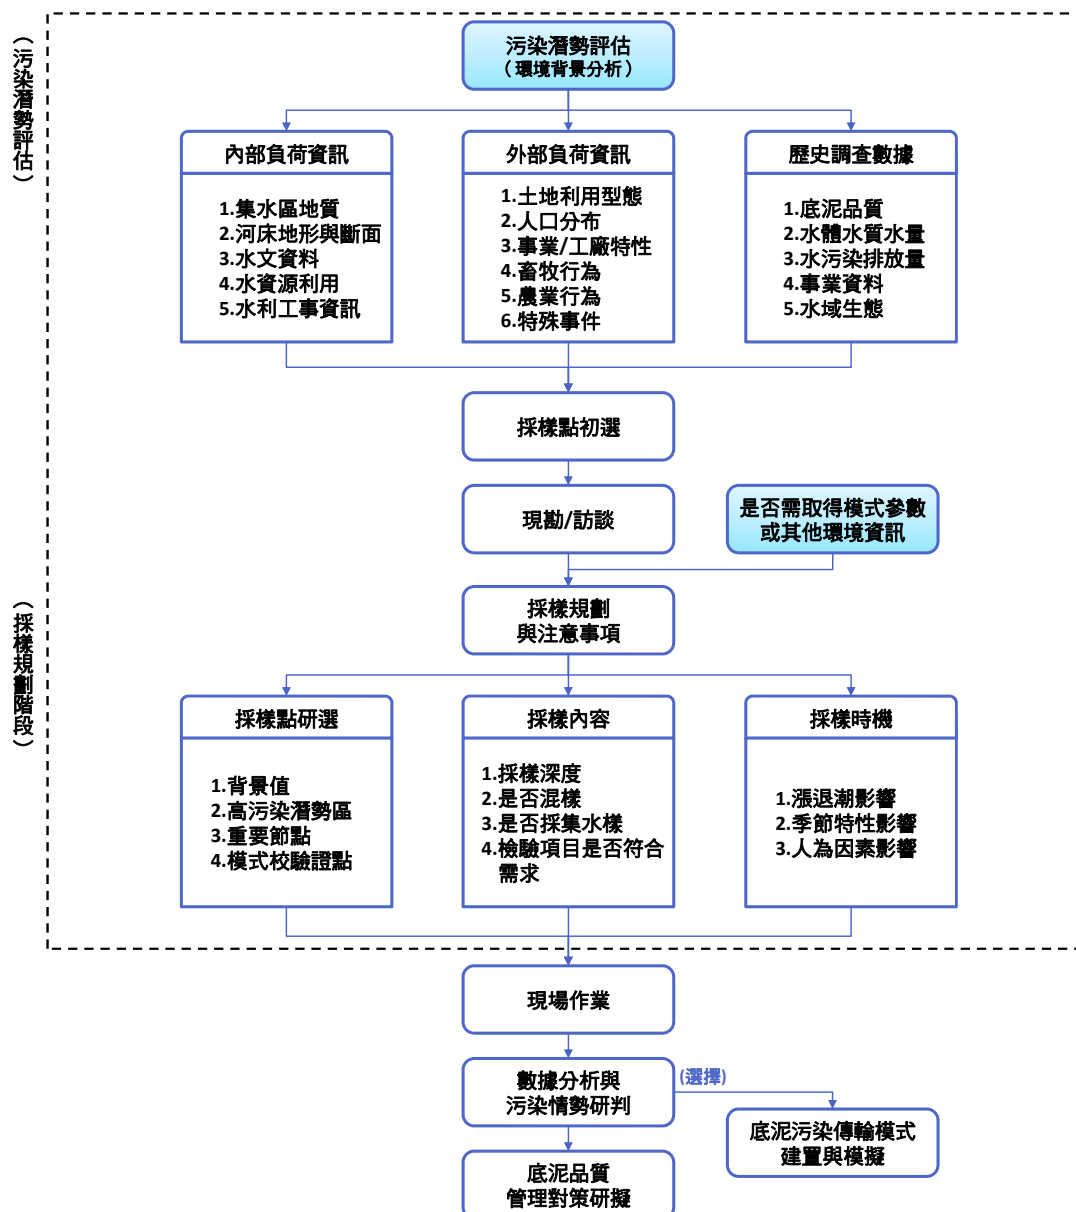 （污染潛勢評估）
污染潛勢評估
（環境背景分析）
內部負荷資訊
1.集水區地質
2.河床地形與斷面
3.水文資料
4.水資源利用
5.水利工事資訊
外部負荷資訊
1.土地利用型態
2.人口分布
3.事業/工廠特性
4.畜牧行為
5.農業行為
6.特殊事件
歷史調查數據
1.底泥品質
2.水體水質水量
3.水污染排放量
4.事業資料
5.水域生態
採樣點初選
現勘/訪談
是否需取得模式參數
或其他環境資訊
（採樣規劃階段）
採樣規劃
與注意事項
採樣點研選
1.背景值
2.高污染潛勢區
3.重要節點
4.模式校驗證點
採樣內容
1.採樣深度
2.是否混樣
3.是否採集水樣
4.檢驗項目是否符合
需求
採樣時機
1.漲退潮影響
2.季節特性影響
3.人為因素影響
現場作業
數據分析與
污染情勢研判
(選擇)
底泥污染傳輸模式
建置與模擬
底泥品質
管理對策研擬